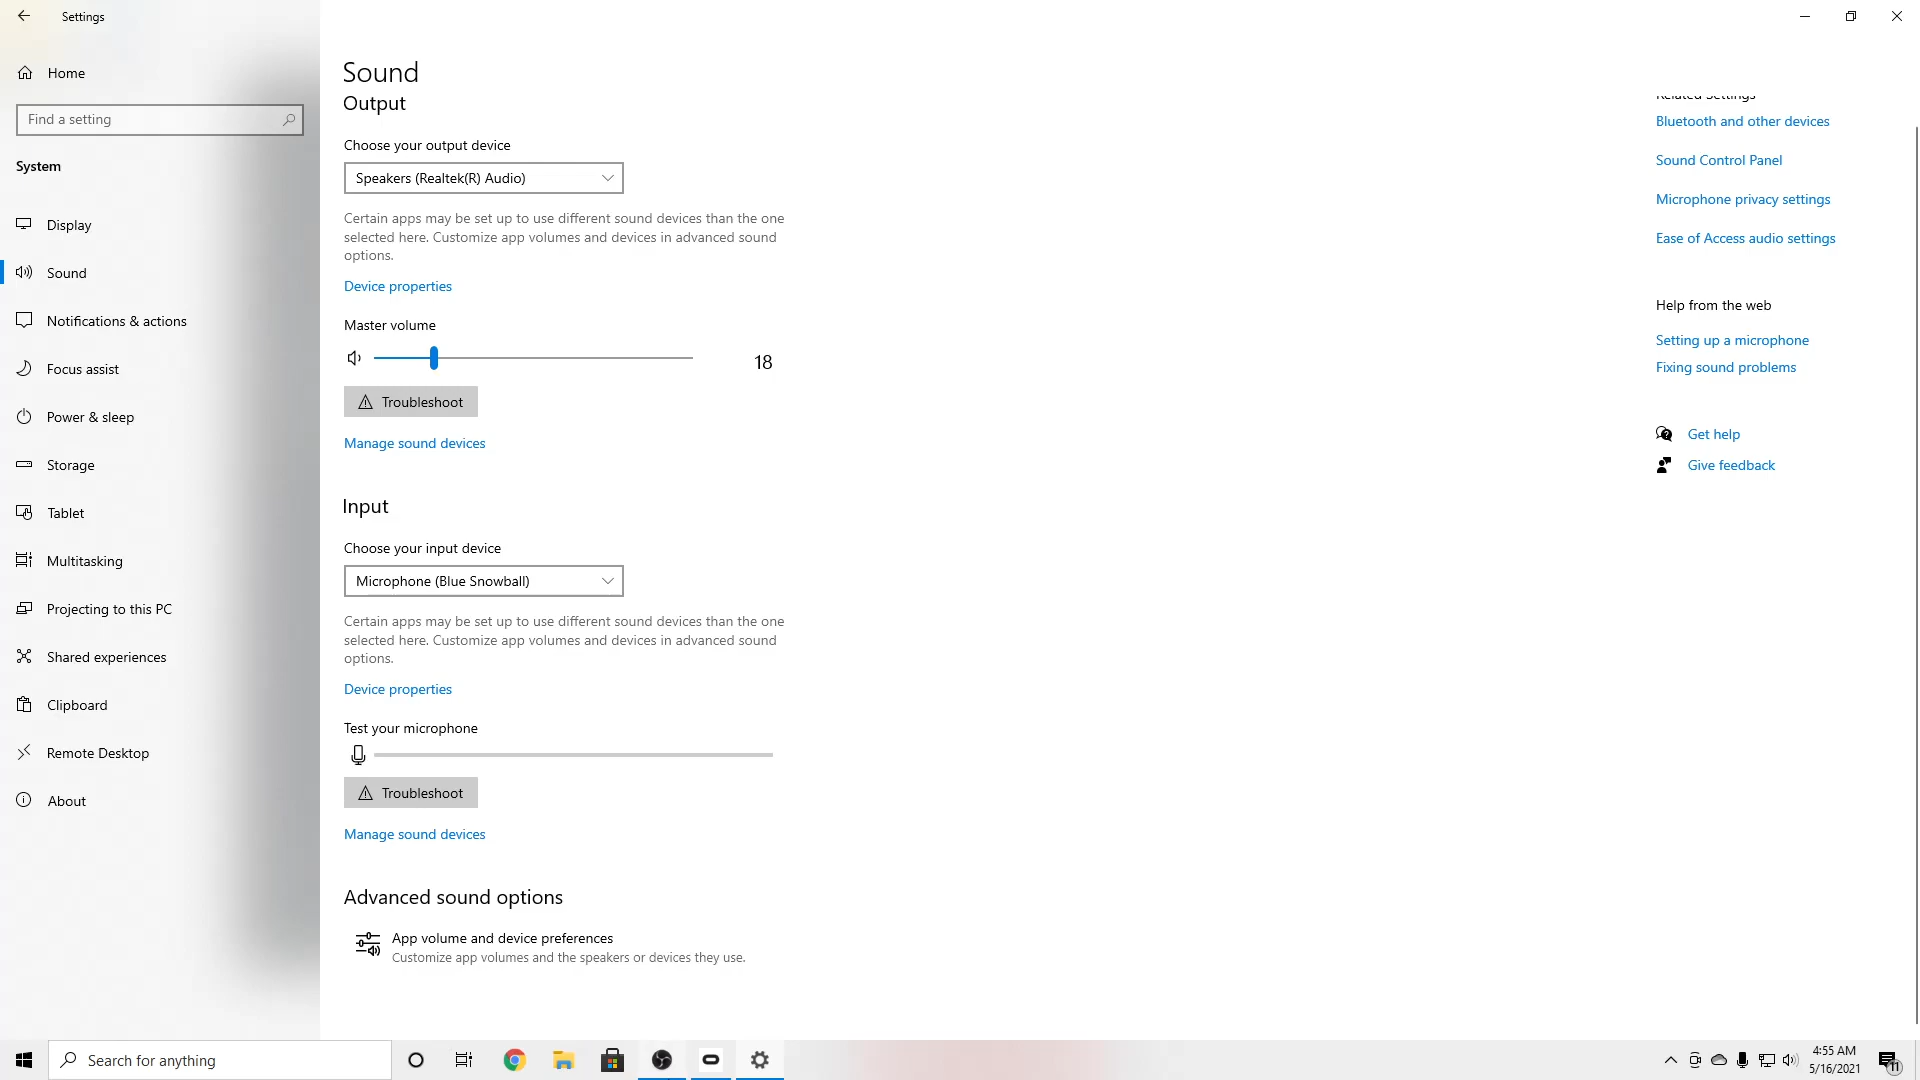 Settings
Home
Find a setting
System
Display
Sound
Notifications & actions
Focus assist
Power & sleep
Storage
Tablet
Multitasking
Projecting to this PC
Shared experiences
Clipboard
Remote Desktop
About
Sound
Output
Choose your output device
Speakers (Realtek(R) Audio)
Certain apps may be set up to use different sound devices than the one
selected here. Customize app volumes and devices in advanced sound
options.
Device properties
Master volume
18
Troubleshoot
Manage sound devices
Input
Choose your input device
Microphone (Blue Snowball)
Certain apps may be set up to use different sound devices than the one
selected here. Customize app volumes and devices in advanced sound
options.
Device properties
Test your microphone
Troubleshoot
Manage sound devices
Advanced sound options
App volume and device preferences
Customize app volumes and the speakers or devices they use.
Related Settings
Bluetooth and other devices
Sound Control Panel
Microphone privacy settings
Ease of Access audio settings
Help from the web
Setting up a microphone
Fixing sound problems
Get help
Give feedback
Search for anything
4:55 AM
5/16/2021
11